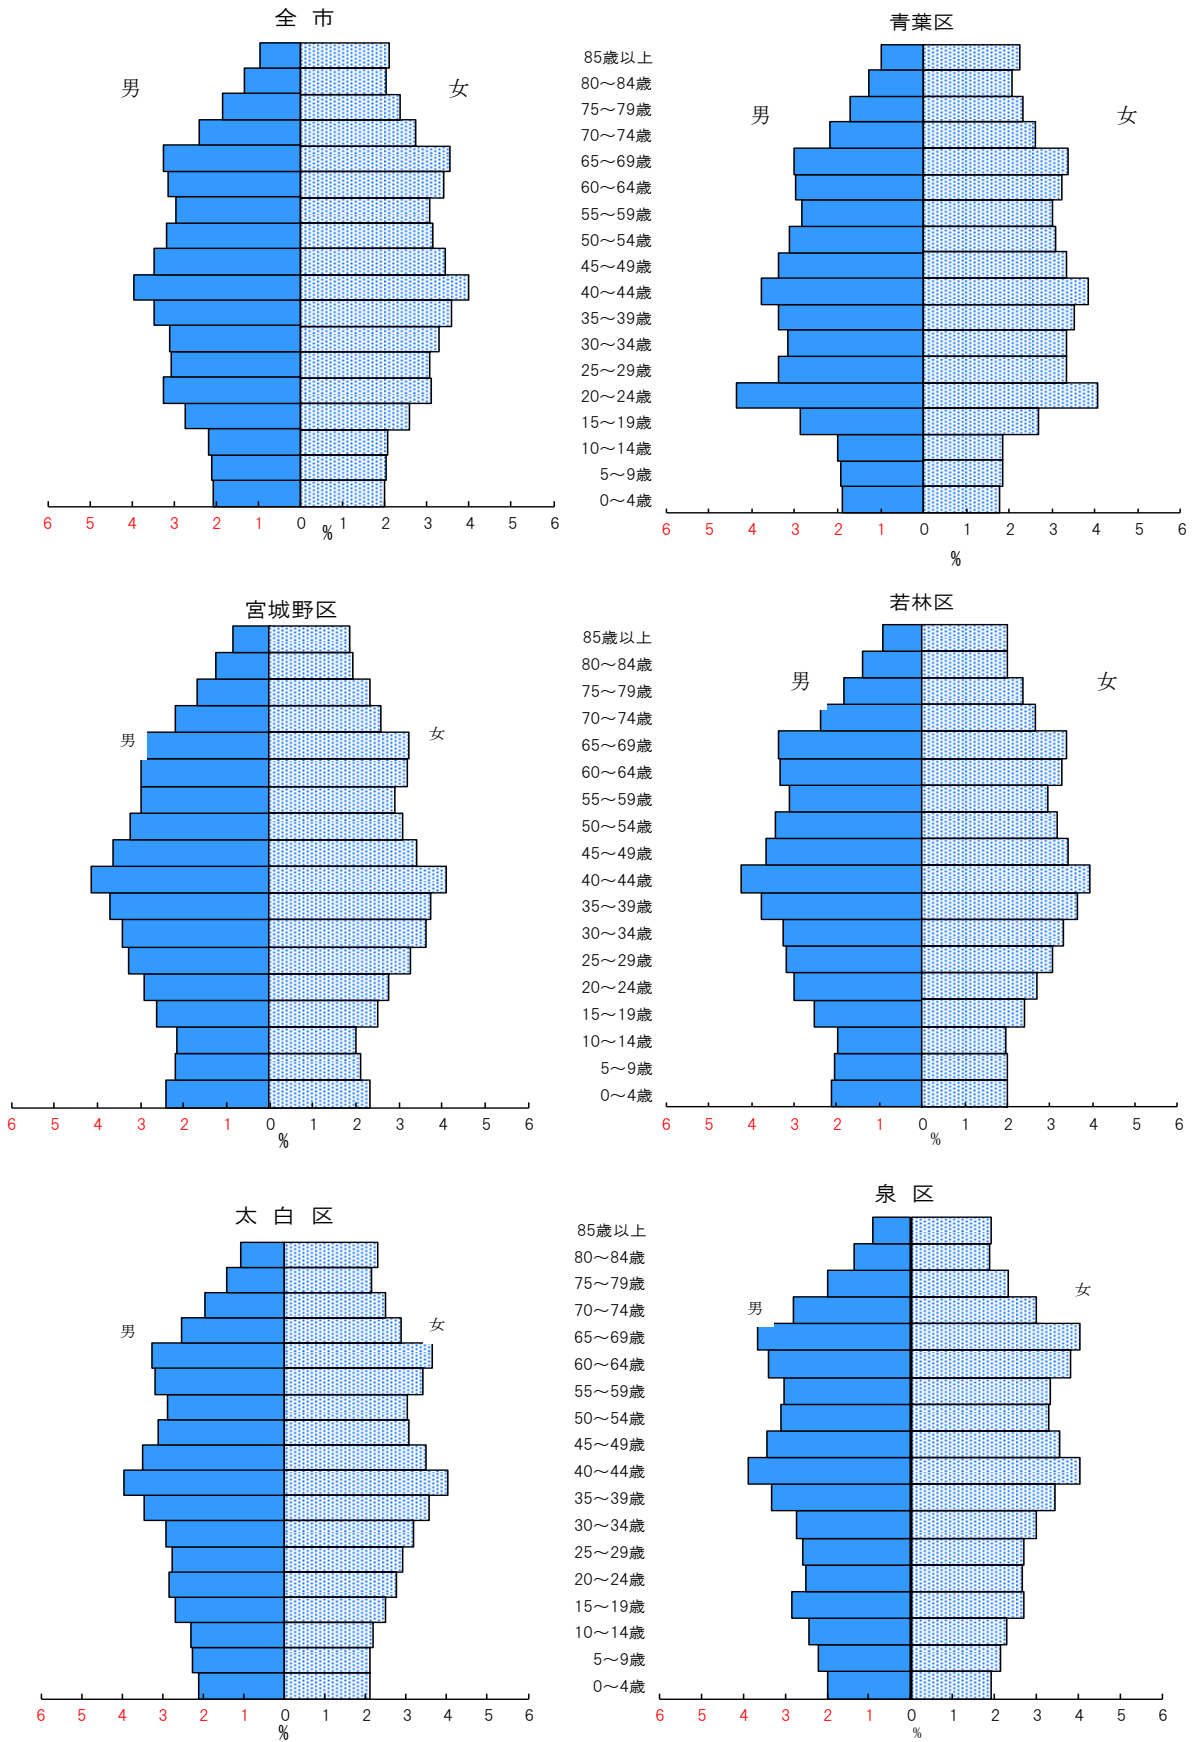 全 市
男
女
6 5 4 3 2 1 0 1 2 3 4 5 6
%
青葉区
85歳以上
80～84歳
75～79歳
70～74歳
65～69歳
60～64歳
55～59歳
50～54歳
45～49歳
40～44歳
35～39歳
30～34歳
25～29歳
20～24歳
15～19歳
10～14歳
5～9歳
0～4歳
男
女
6 5 4 3 2 1 0 1 2 3 4 5 6
%
宮城野区
男
女
6 5 4 3 2 1 0 1 2 3 4 5 6
%
若林区
85歳以上
80～84歳
75～79歳
70～74歳
65～69歳
60～64歳
55～59歳
50～54歳
45～49歳
40～44歳
35～39歳
30～34歳
25～29歳
20～24歳
15～19歳
10～14歳
5～9歳
0～4歳
男
女
6 5 4 3 2 1 0 1 2 3 4 5 6
%
太 白 区
男
女
6 5 4 3 2 1 0 1 2 3 4 5 6
%
泉 区
85歳以上
80～84歳
75～79歳
70～74歳
65～69歳
60～64歳
55～59歳
50～54歳
45～49歳
40～44歳
35～39歳
30～34歳
25～29歳
20～24歳
15～19歳
10～14歳
5～9歳
0～4歳
男
女
6 5 4 3 2 1 0 1 2 3 4 5 6
%